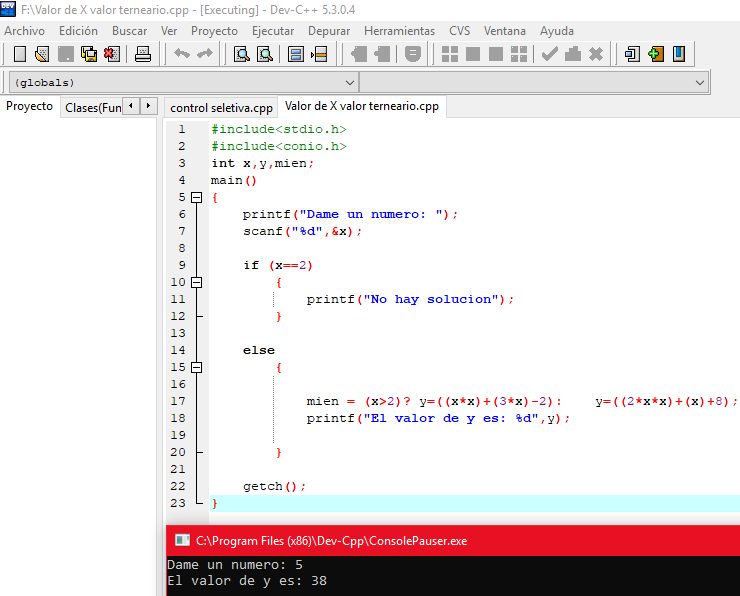 F:\Valor de X valor terneario.cpp - [Executing] - Dev-C++ 5.3.0.4
Archivo Edición Buscar Ver Proyecto Ejecutar Herramientas CVS Ventana Ayuda
(globals)
Proyecto Clases(Fun control seletiva.cpp Valor de X valor terneario.cpp
1 #include<stdio.h>
2 #include<conio.h>
3 int x,y,mien;
4 main()
5 {
6 printf("Dame un numero: ");
7 scanf("%d",&x);
8
9 if (x==2)
10 {
11 printf("No hay solucion");
12 }
13
14 else
15 {
16
17 mien = (x>2)? y=((x*x)+(3*x)-2): y=((2*x*x)+(x)+8);
18 printf("El valor de y es: %d",y);
19
20 }
21
22 getch();
23 }
C:\Program Files (x86)\Dev-Cpp\ConsolePauser.exe
Dame un numero: 5
El valor de y es: 38